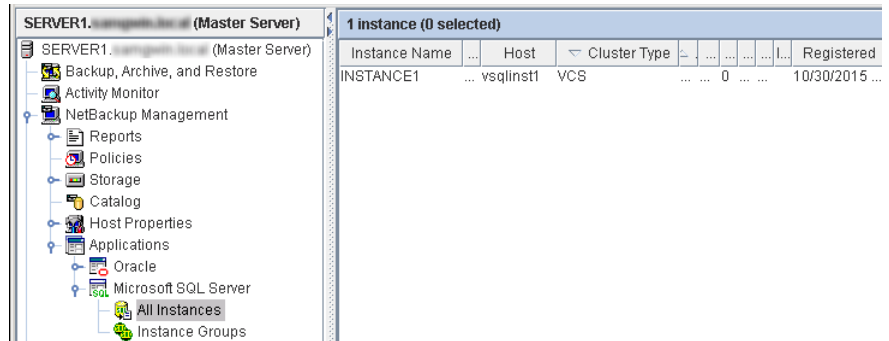 SERVER1. (Master Server)
SERVER1. (Master Server)
Backup, Archive, and Restore
Activity Monitor
NetBackup Management
Reports
Policies
Storage
Catalog
Host Properties
Applications
Oracle
Microsoft SQL Server
All Instances
Instance Groups
1 instance (0 selected)
Instance Name ... Host Cluster Type ... ... ... ... ... I... Registered
INSTANCE1 ... vsqlinst1 VCS ... ... 0 ... ... 10/30/2015 ...